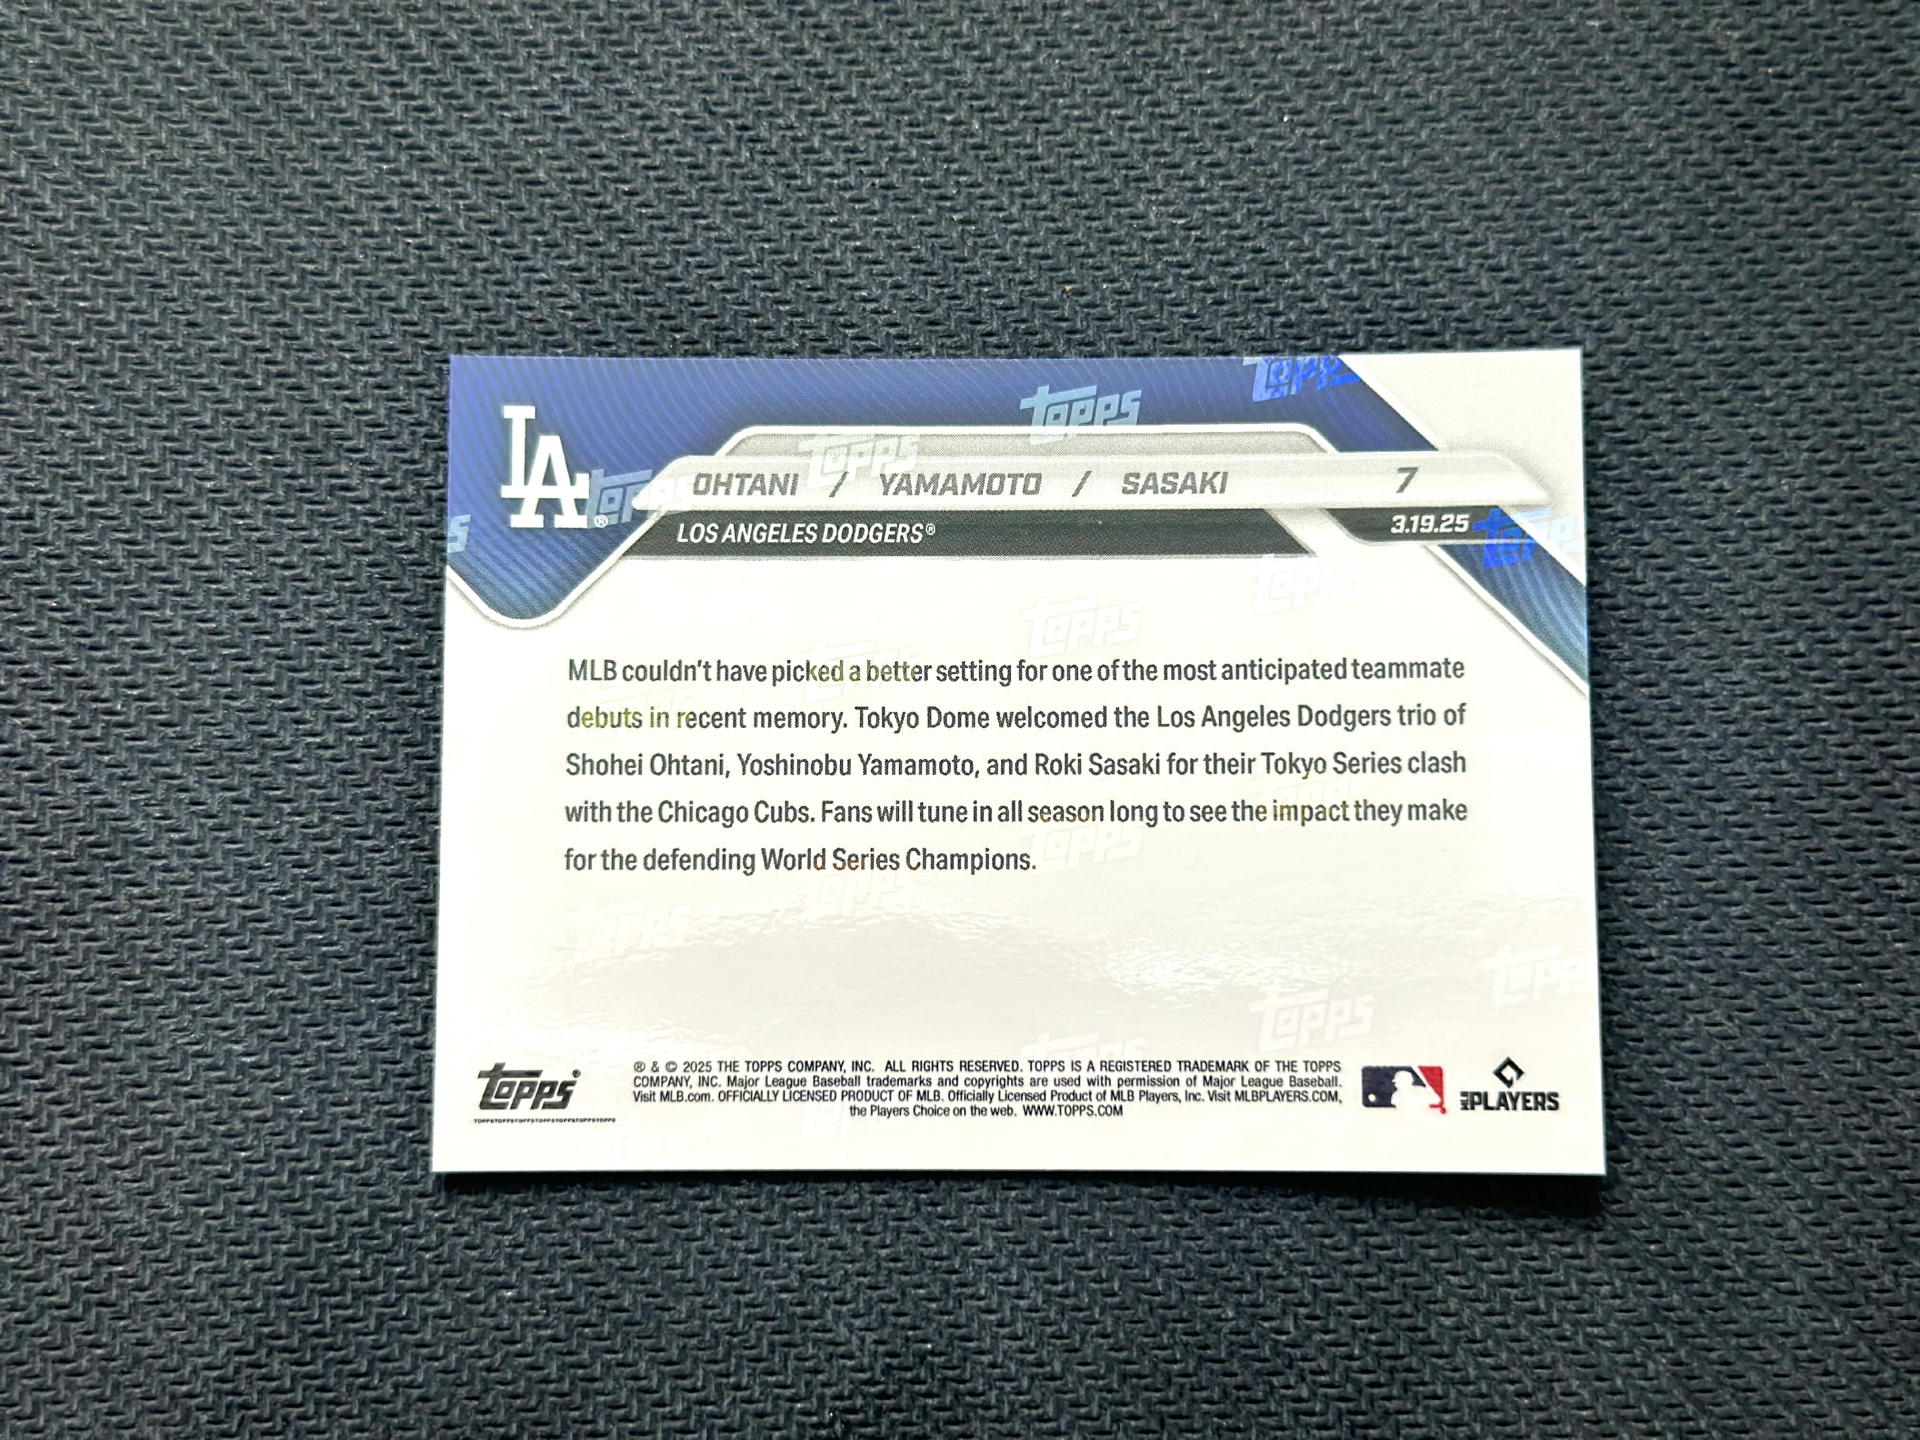 LA®
OHTANI / YAMAMOTO / SASAKI 7
LOS ANGELES DODGERS® 3.19.25
MLB couldn't have picked a better setting for one of the most anticipated teammate
debuts in recent memory. Tokyo Dome welcomed the Los Angeles Dodgers trio of
Shohei Ohtani, Yoshinobu Yamamoto, and Roki Sasaki for their Tokyo Series clash
with the Chicago Cubs. Fans will tune in all season long to see the impact they make
for the defending World Series Champions.
topps®
® & © 2025 THE TOPPS COMPANY, INC. ALL RIGHTS RESERVED. TOPPS IS A REGISTERED TRADEMARK OF THE TOPPS
COMPANY, INC. Major League Baseball trademarks and copyrights are used with permission of Major League Baseball.
Visit MLB.com. OFFICIALLY LICENSED PRODUCT OF MLB. Officially Licensed Product of MLB Players, Inc. Visit MLBPLAYERS.COM,
the Players Choice on the web. WWW.TOPPS.COM
MLB PLAYERS